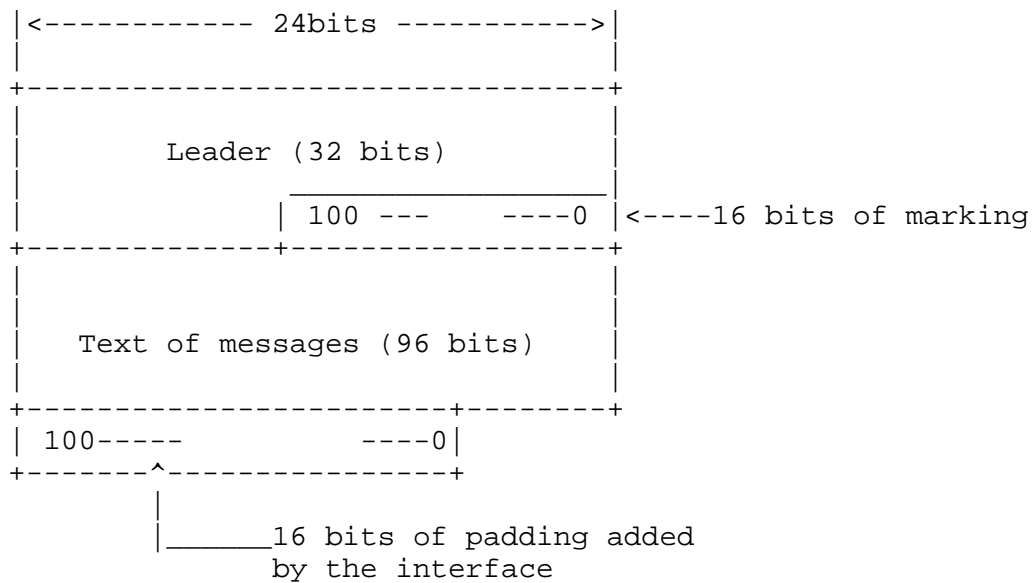 |<------------ 24bits ----------->|
Leader (32 bits)
| 100 --- ----0 |<----16 bits of marking
Text of messages (96 bits)
| 100----- ----0|
|______16 bits of padding added
by the interface